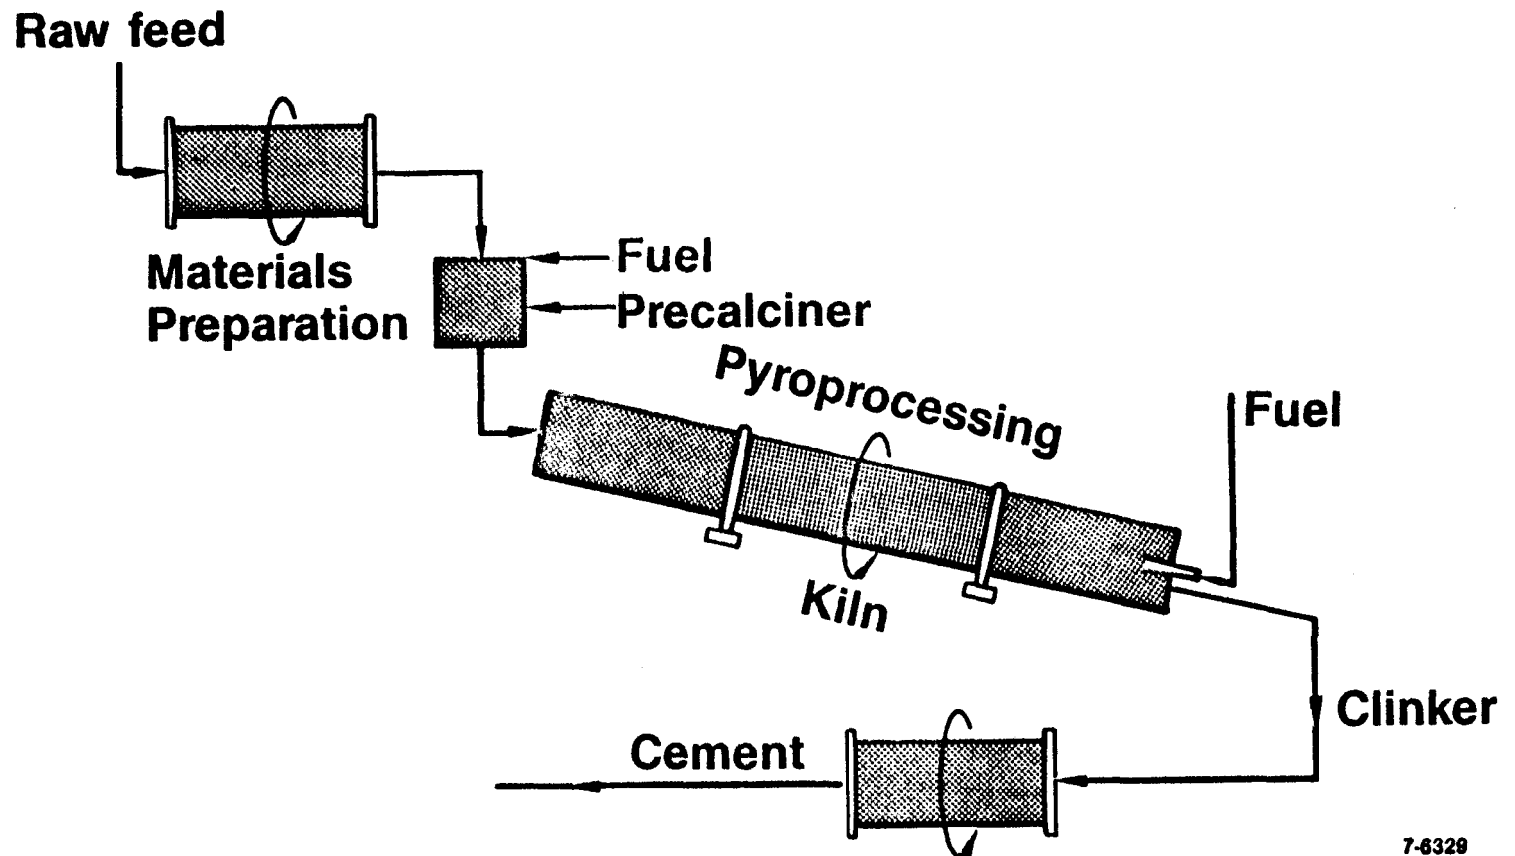 Raw feed
Materials
Preparation
Fuel
Precalciner
Pyroprocessing
Fuel
Kiln
Clinker
Cement
7-6329